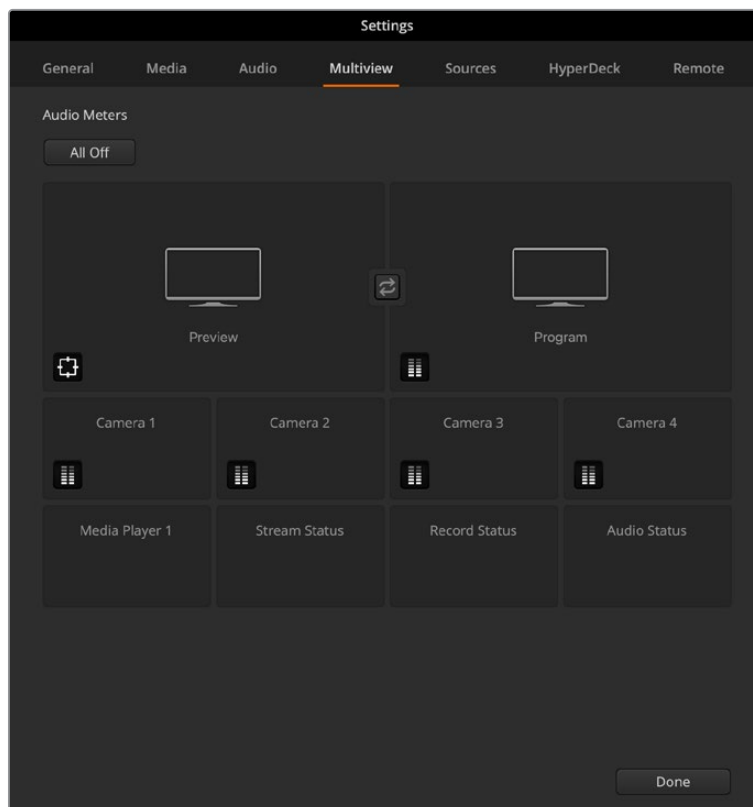 Settings
General Media Audio Multiview Sources HyperDeck Remote
Audio Meters
All Off
Preview Program
Camera 1 Camera 2 Camera 3 Camera 4
Media Player 1 Stream Status Record Status Audio Status
Done